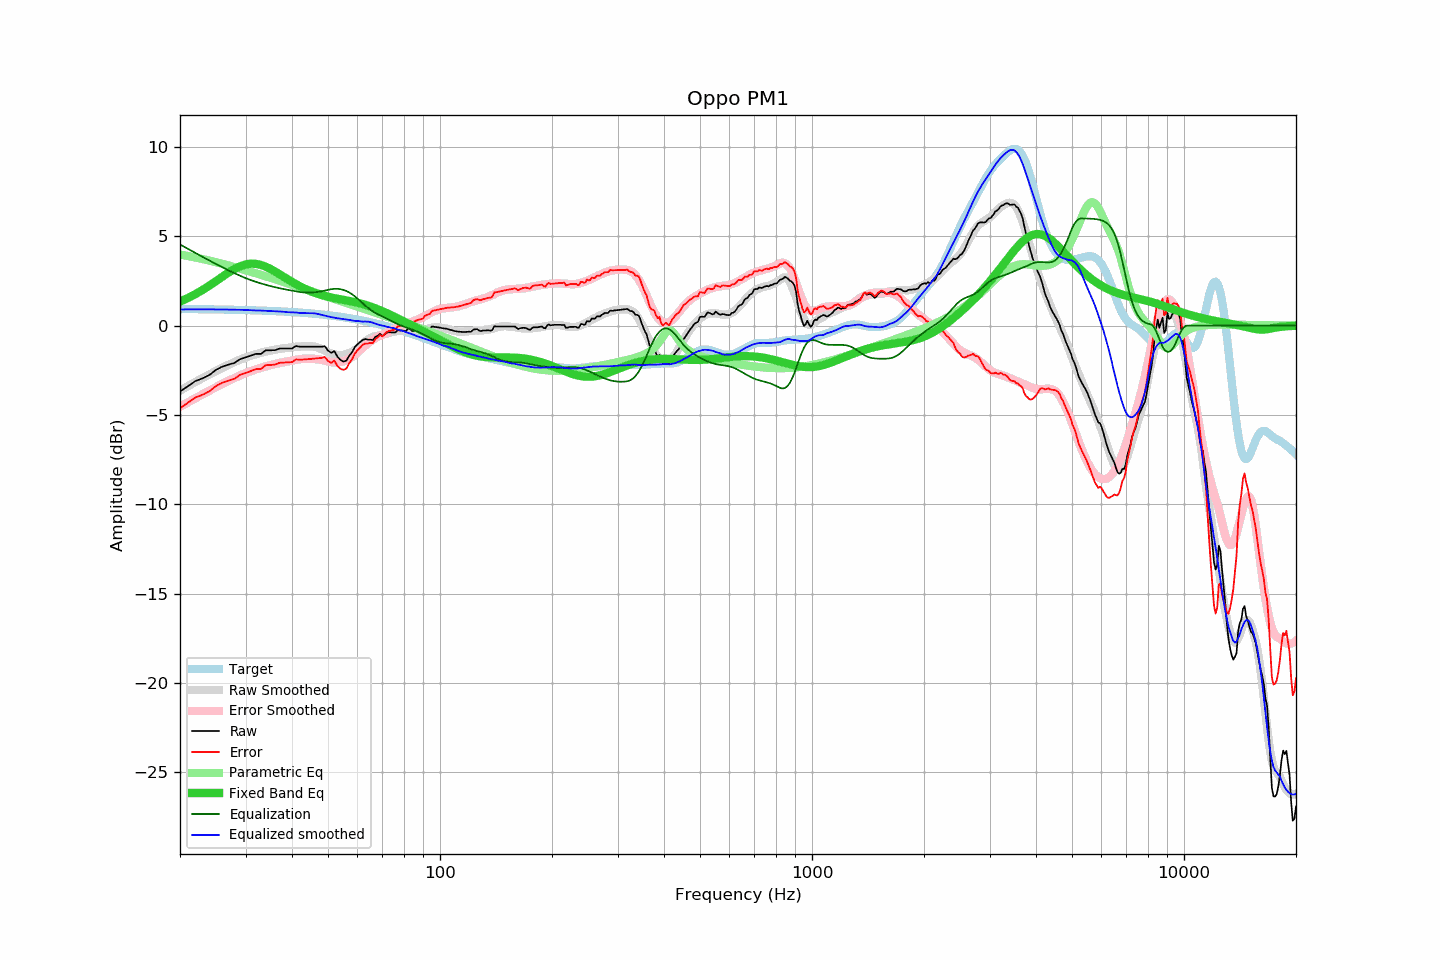 Oppo PM1
10
5
0
−5
−10
−15
−20
−25
Amplitude (dBr)
Target
Raw Smoothed
Error Smoothed
Raw
Error
Parametric Eq
Fixed Band Eq
Equalization
Equalized smoothed
100
1000
10000
Frequency (Hz)